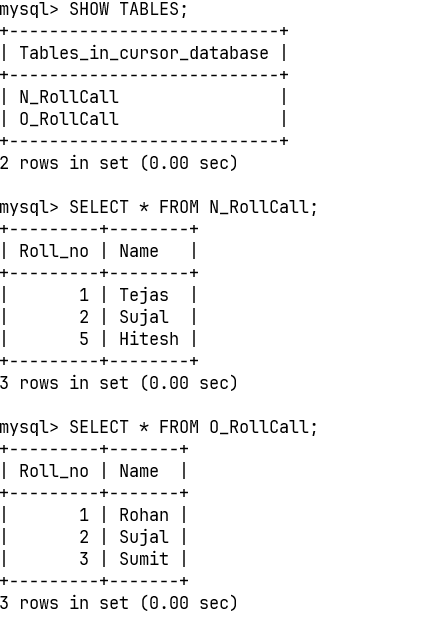 mysql> SHOW TABLES;
+---------------------------+
| Tables_in_cursor_database |
+---------------------------+
| N_RollCall                |
| O_RollCall                |
+---------------------------+
2 rows in set (0.00 sec)

mysql> SELECT * FROM N_RollCall;
+---------+--------+
| Roll_no | Name   |
+---------+--------+
|       1 | Tejas  |
|       2 | Sujal  |
|       5 | Hitesh |
+---------+--------+
3 rows in set (0.00 sec)

mysql> SELECT * FROM O_RollCall;
+---------+-------+
| Roll_no | Name  |
+---------+-------+
|       1 | Rohan |
|       2 | Sujal |
|       3 | Sumit |
+---------+-------+
3 rows in set (0.00 sec)